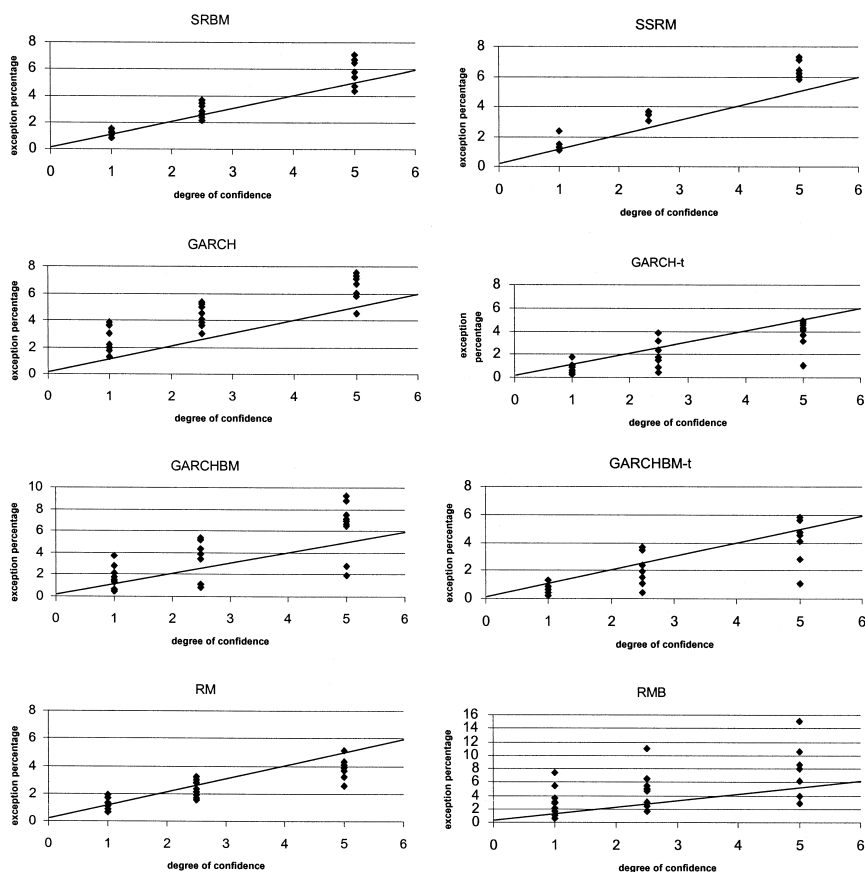 SRBM
exception percentage
8
6
4
2
0
0 1 2 3 4 5 6
degree of confidence
SSRM
exception percentage
8
6
4
2
0
0 1 2 3 4 5 6
degree of confidence
GARCH
exception percentage
8
6
4
2
0
0 1 2 3 4 5 6
degree of confidence
GARCH-t
exception
percentage
8
6
4
2
0
0 1 2 3 4 5 6
degree of confidence
GARCHBM
exception percentage
10
8
6
4
2
0
0 1 2 3 4 5 6
degree of confidence
GARCHBM-t
exception percentage
8
6
4
2
0
0 1 2 3 4 5 6
degree of confidence
RM
exception percentage
8
6
4
2
0
0 1 2 3 4 5 6
degree of confidence
RMB
exception percentage
16
14
12
10
8
6
4
2
0
0 1 2 3 4 5 6
degree of confidence